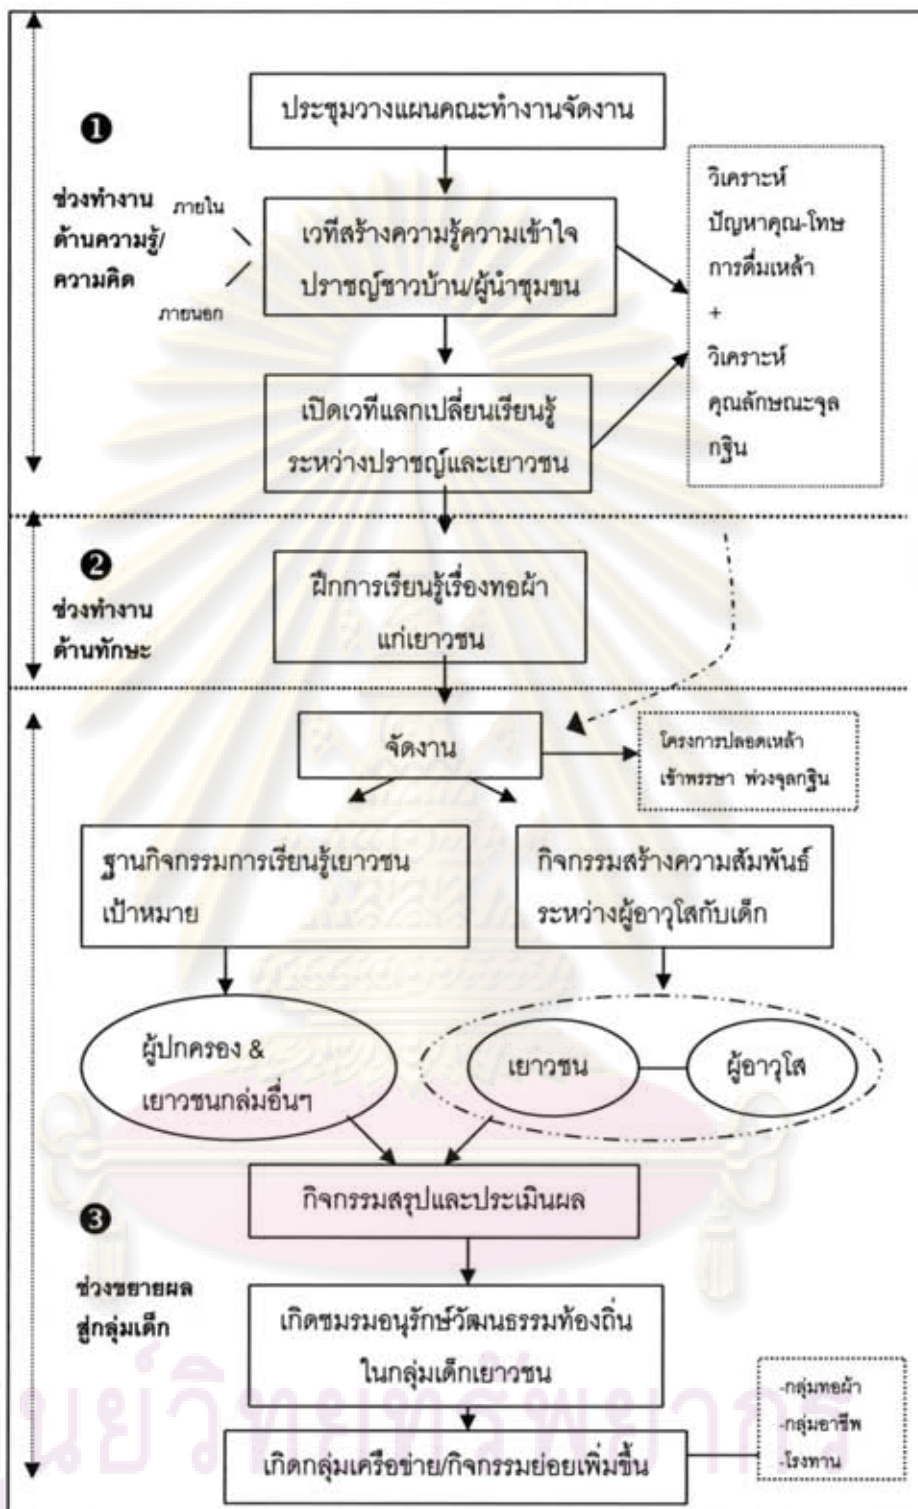 ประชุมวางแผนคณะทำงานจัดงาน
❶
ช่วงทำงาน
ด้านความรู้/
ความคิด
ภายใน
ภายนอก
เวทีสร้างความรู้ความเข้าใจ
ปราชญ์ชาวบ้าน/ผู้นำชุมชน
วิเคราะห์
ปัญหาคุณ-โทษ
การดื่มเหล้า
+
วิเคราะห์
คุณลักษณะจุล
กฐิน
เปิดเวทีแลกเปลี่ยนเรียนรู้
ระหว่างปราชญ์และเยาวชน
❷
ช่วงทำงาน
ด้านทักษะ
ฝึกการเรียนรู้เรื่องทอผ้า
แก่เยาวชน
จัดงาน
โครงการปลอดเหล้า
เข้าพรรษา พ่วงจุลกฐิน
ฐานกิจกรรมการเรียนรู้เยาวชน
เป้าหมาย
กิจกรรมสร้างความสัมพันธ์
ระหว่างผู้อาวุโสกับเด็ก
ผู้ปกครอง &
เยาวชนกล่มอื่นๆ
เยาวชน
ผู้อาวุโส
กิจกรรมสรุปและประเมินผล
❸
ช่วงขยายผล
สู่กลุ่มเด็ก
เกิดชมรมอนุรักษ์วัฒนธรรมท้องถิ่น
ในกลุ่มเด็กเยาวชน
เกิดกลุ่มเครือข่าย/กิจกรรมย่อยเพิ่มขึ้น
-กลุ่มทอผ้า
-กลุ่มอาชีพ
-โรงทาน